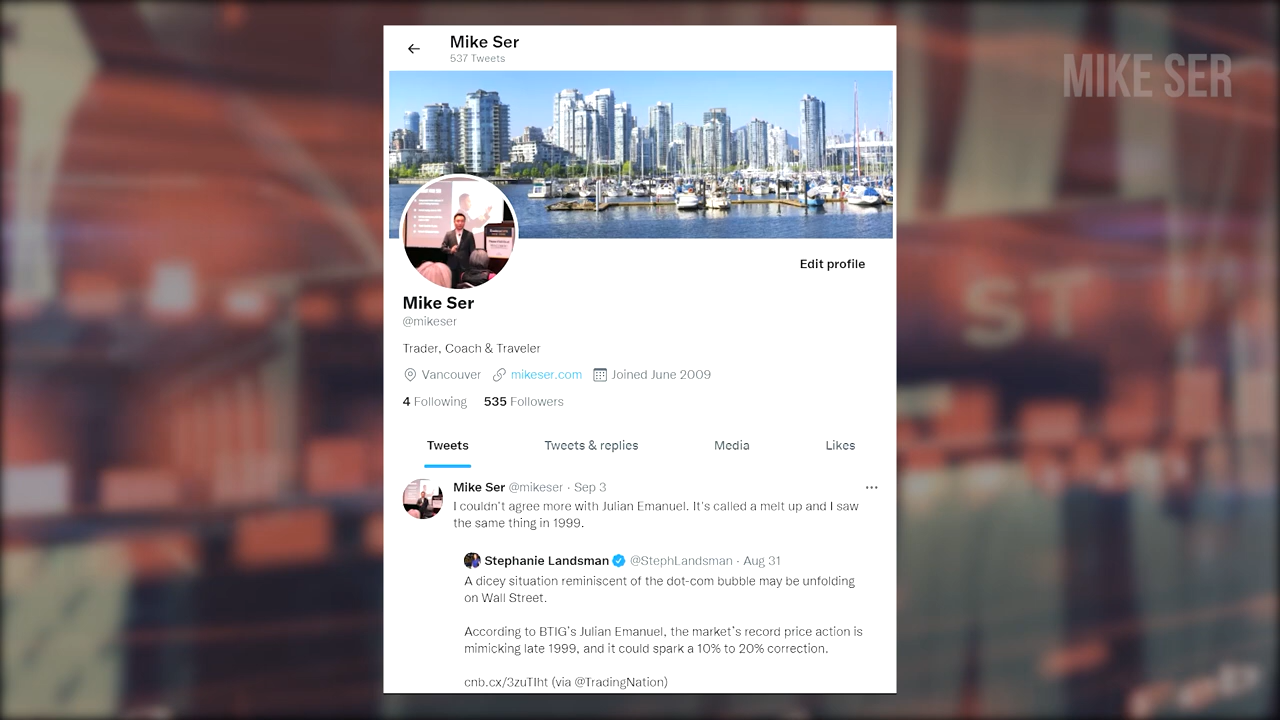 Mike Ser
537 Tweets
MIKE SER
Edit profile
Mike Ser
@mikeser
Trader, Coach & Traveler
Vancouver mikeser.com Joined June 2009
4 Following 535 Followers
Tweets Tweets & replies Media Likes
Mike Ser @mikeser · Sep 3
I couldn't agree more with Julian Emanuel. It's called a melt up and I saw
the same thing in 1999.
Stephanie Landsman @StephLandsman · Aug 31
A dicey situation reminiscent of the dot-com bubble may be unfolding
on Wall Street.
According to BTIG's Julian Emanuel, the market's record price action is
mimicking late 1999, and it could spark a 10% to 20% correction.
cnb.cx/3zuTIht (via @TradingNation)
ST